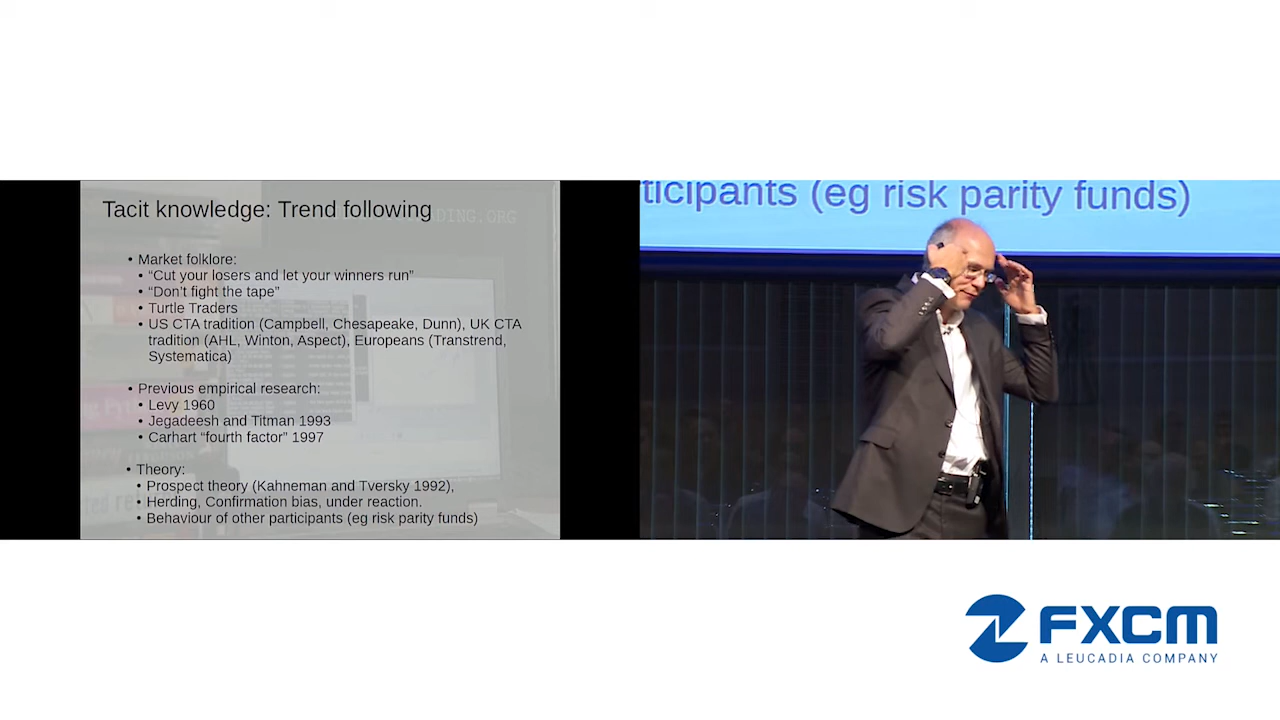 Tacit knowledge: Trend following
DING.ORG
• Market folklore:
• “Cut your losers and let your winners run”
• “Don’t fight the tape”
• Turtle Traders
• US CTA tradition (Campbell, Chesapeake, Dunn), UK CTA
tradition (AHL, Winton, Aspect), Europeans (Transtrend,
Systematica)
• Previous empirical research:
• Levy 1960
• Jegadeesh and Titman 1993
• Carhart “fourth factor” 1997
• Theory:
• Prospect theory (Kahneman and Tversky 1992),
• Herding, Confirmation bias, under reaction.
• Behaviour of other participants (eg risk parity funds)
ticipants (eg risk parity funds)
FXCM
A LEUCADIA COMPANY